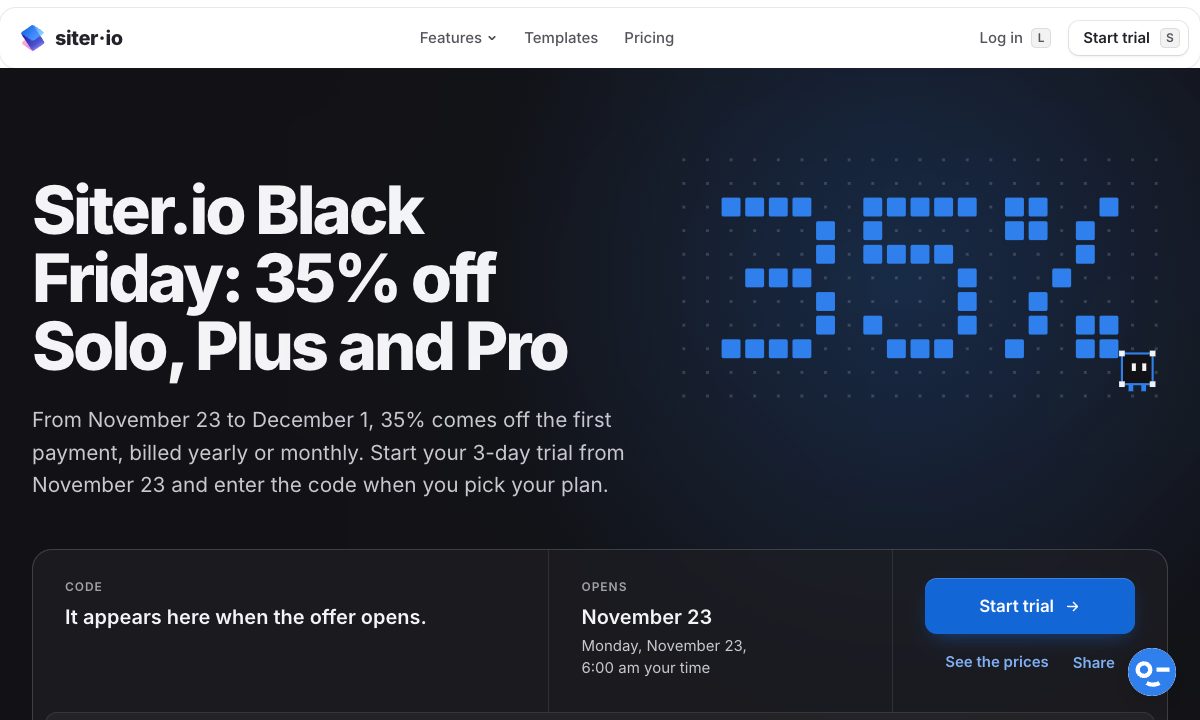 siter·io
Features
Templates
Pricing
Log in L
Start trial S
Siter.io Black
Friday: 35% off
Solo, Plus and Pro
35%
From November 23 to December 1, 35% comes off the first
payment, billed yearly or monthly. Start your 3-day trial from
November 23 and enter the code when you pick your plan.
CODE
It appears here when the offer opens.
OPENS
November 23
Monday, November 23,
6:00 am your time
Start trial →
See the prices
Share